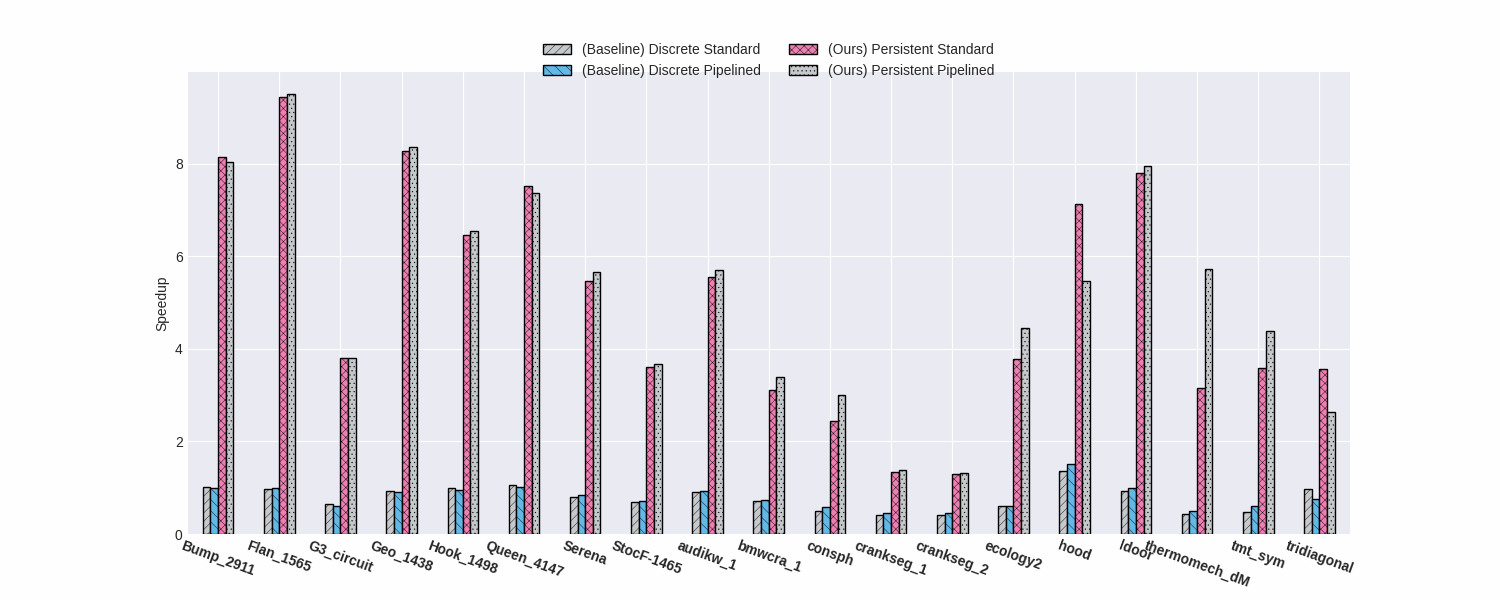 (Baseline) Discrete Standard
(Baseline) Discrete Pipelined
(Ours) Persistent Standard
(Ours) Persistent Pipelined
Speedup
8
6
4
2
0
Bump_2911
Flan_1565
G3_circuit
Geo_1438
Hook_1498
Queen_4147
Serena
StocF-1465
audikw_1
bmwcra_1
consph
crankseg_1
crankseg_2
ecology2
hood
ldoor
thermomech_dM
tmt_sym
tridiagonal